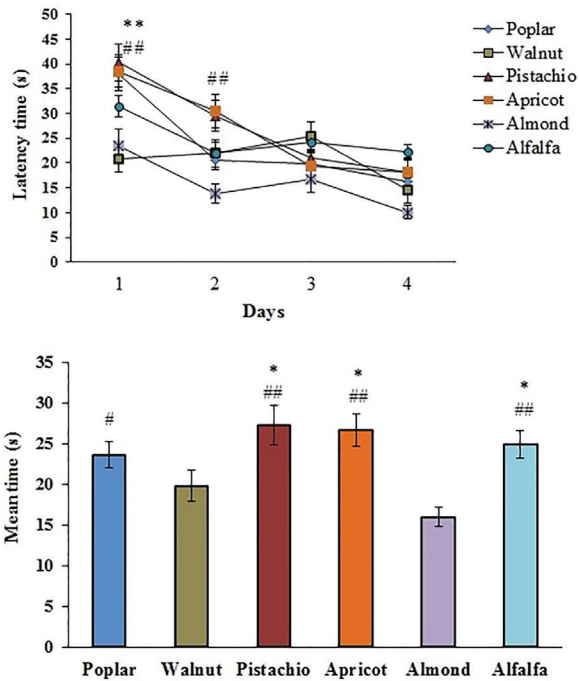 50
45
40
35
30
25
20
15
10
5
0
Latency time (s)
**
##
##
1 2 3 4
Days
Poplar
Walnut
Pistachio
Apricot
Almond
Alfalfa
35
30
25
20
15
10
5
0
Mean time (s)
* * *
# ## ## ##
Poplar Walnut Pistachio Apricot Almond Alfalfa